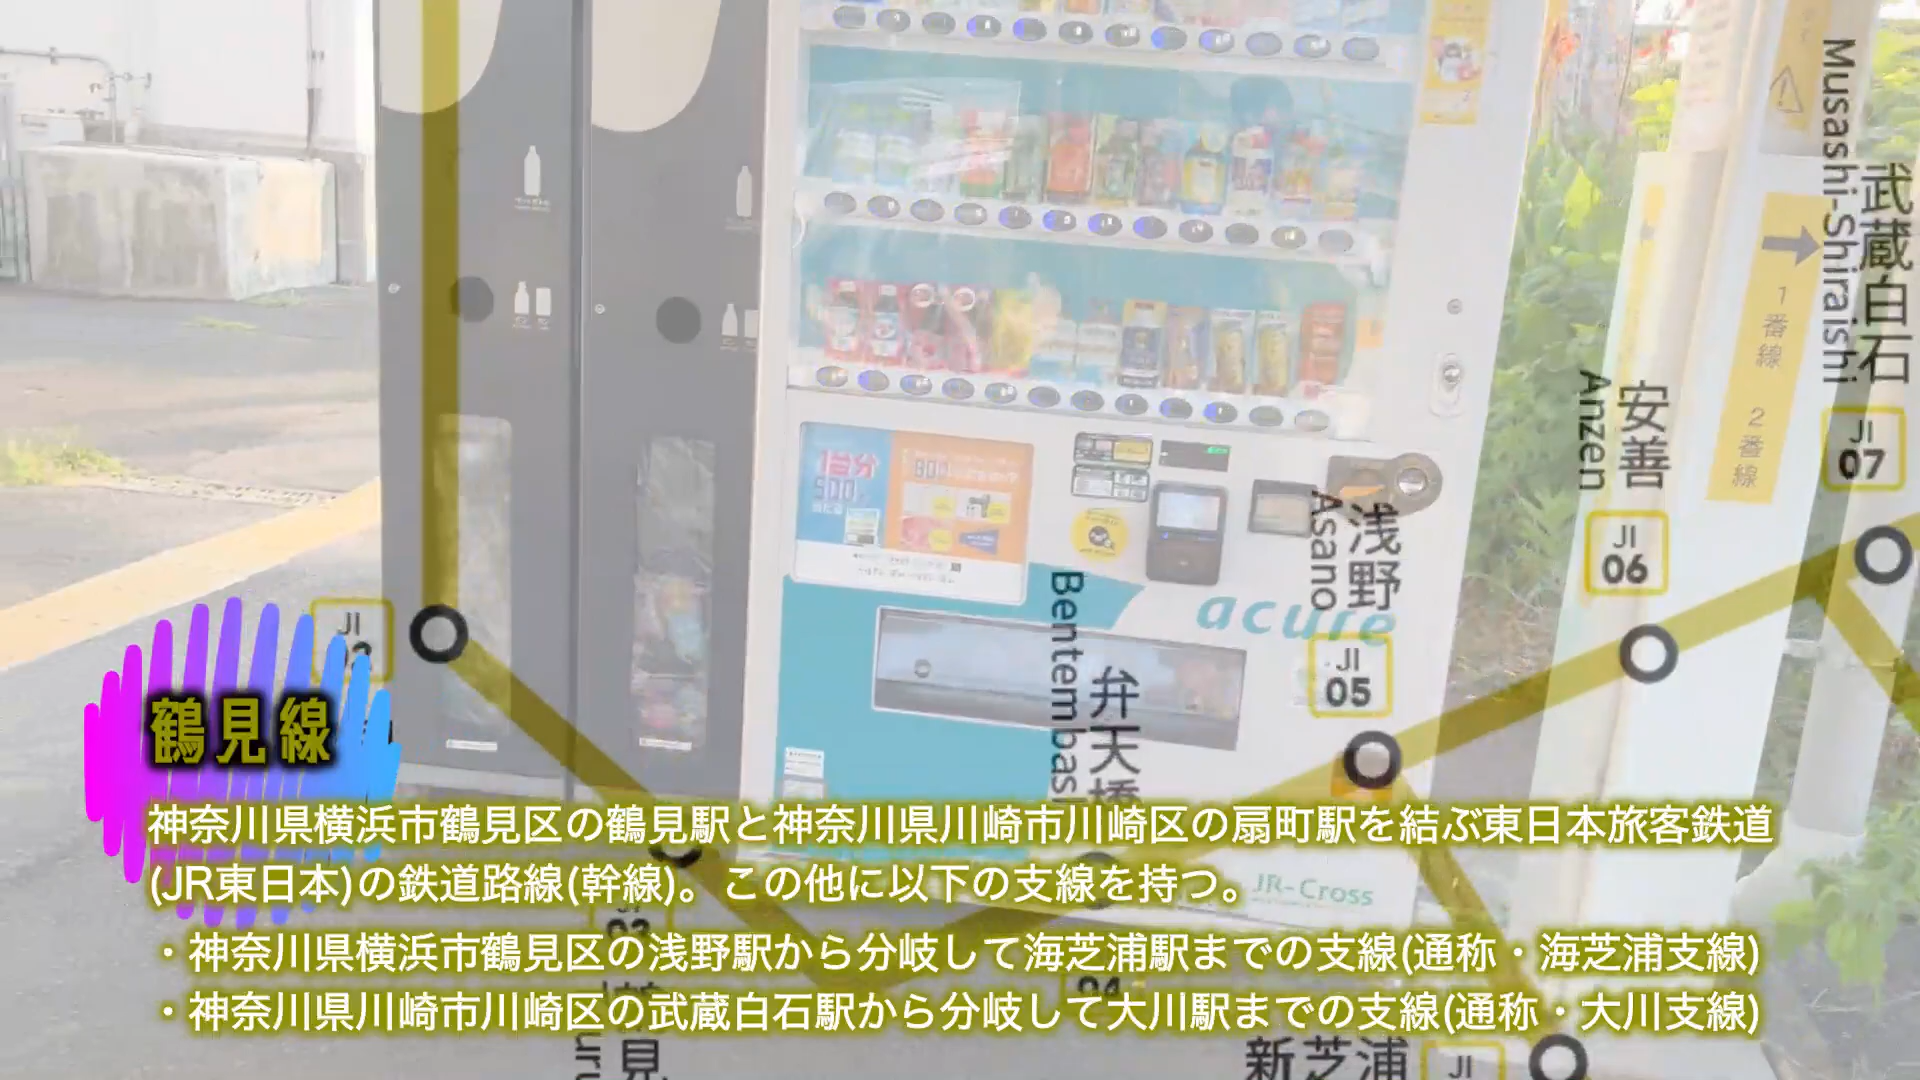 Musashi-Shiraishi
武蔵白石
JI
07
1番線
2番線
安善
Anzen
JI
06
浅野
Asano
JI
05
acure
弁天橋
JI
鶴見線
神奈川県横浜市鶴見区の鶴見駅と神奈川県川崎市川崎区の扇町駅を結ぶ東日本旅客鉄道
(JR東日本)の鉄道路線(幹線)。この他に以下の支線を持つ。
JR-Cross
・神奈川県横浜市鶴見区の浅野駅から分岐して海芝浦駅までの支線(通称・海芝浦支線)
・神奈川県川崎市川崎区の武蔵白石駅から分岐して大川駅までの支線(通称・大川支線)
04
見
新芝浦
JI